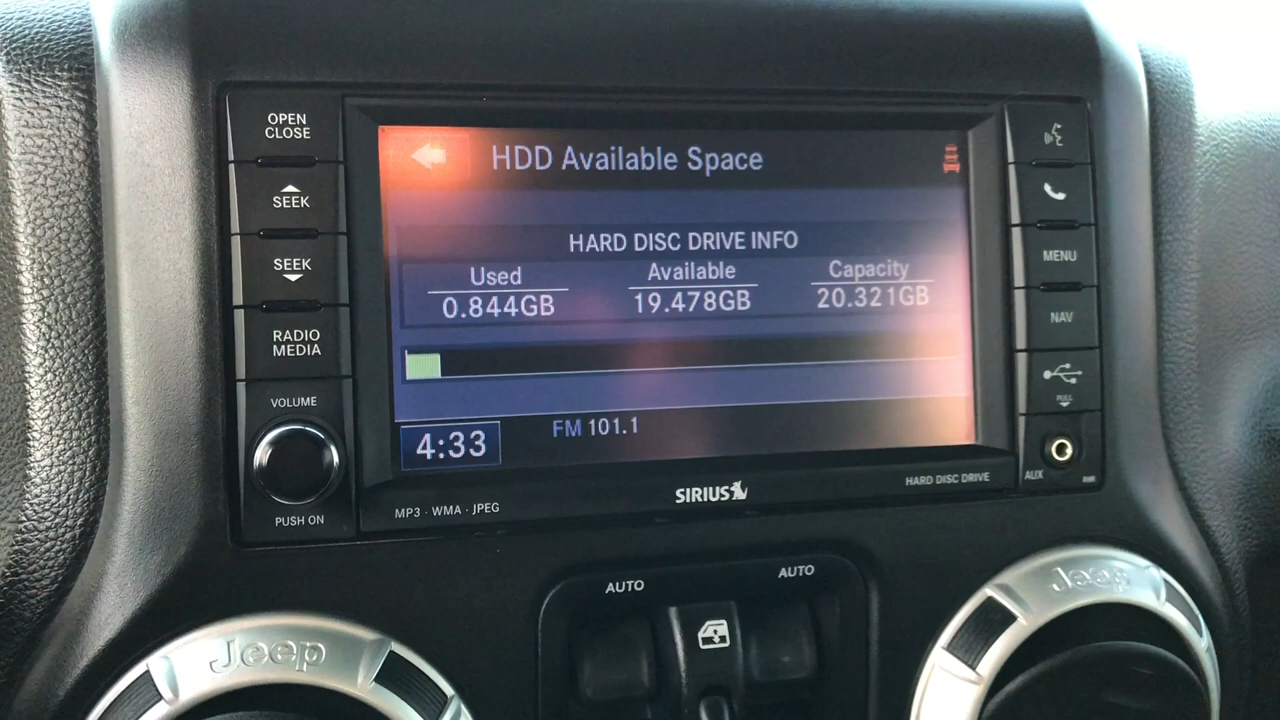 OPEN
CLOSE
SEEK
SEEK
RADIO
MEDIA
VOLUME
PUSH ON
HDD Available Space
HARD DISC DRIVE INFO
Used Available Capacity
0.844GB 19.478GB 20.321GB
4:33 FM 101.1
MP3 · WMA · JPEG
SIRIUS
HARD DISC DRIVE
MENU
NAV
PULL
AUX
AUTO AUTO
Jeep Jeep